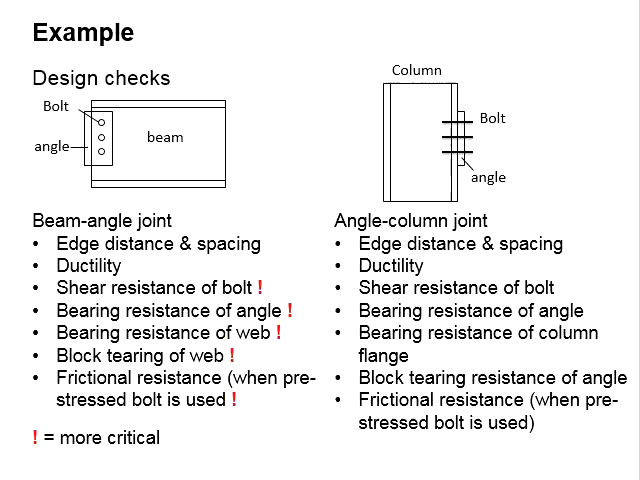 Example
Design checks
Bolt
angle
beam
Column
Bolt
angle
Beam-angle joint
• Edge distance & spacing
• Ductility
• Shear resistance of bolt !
• Bearing resistance of angle !
• Bearing resistance of web !
• Block tearing of web !
• Frictional resistance (when pre-
stressed bolt is used !
! = more critical
Angle-column joint
• Edge distance & spacing
• Ductility
• Shear resistance of bolt
• Bearing resistance of angle
• Bearing resistance of column
flange
• Block tearing resistance of angle
• Frictional resistance (when pre-
stressed bolt is used)